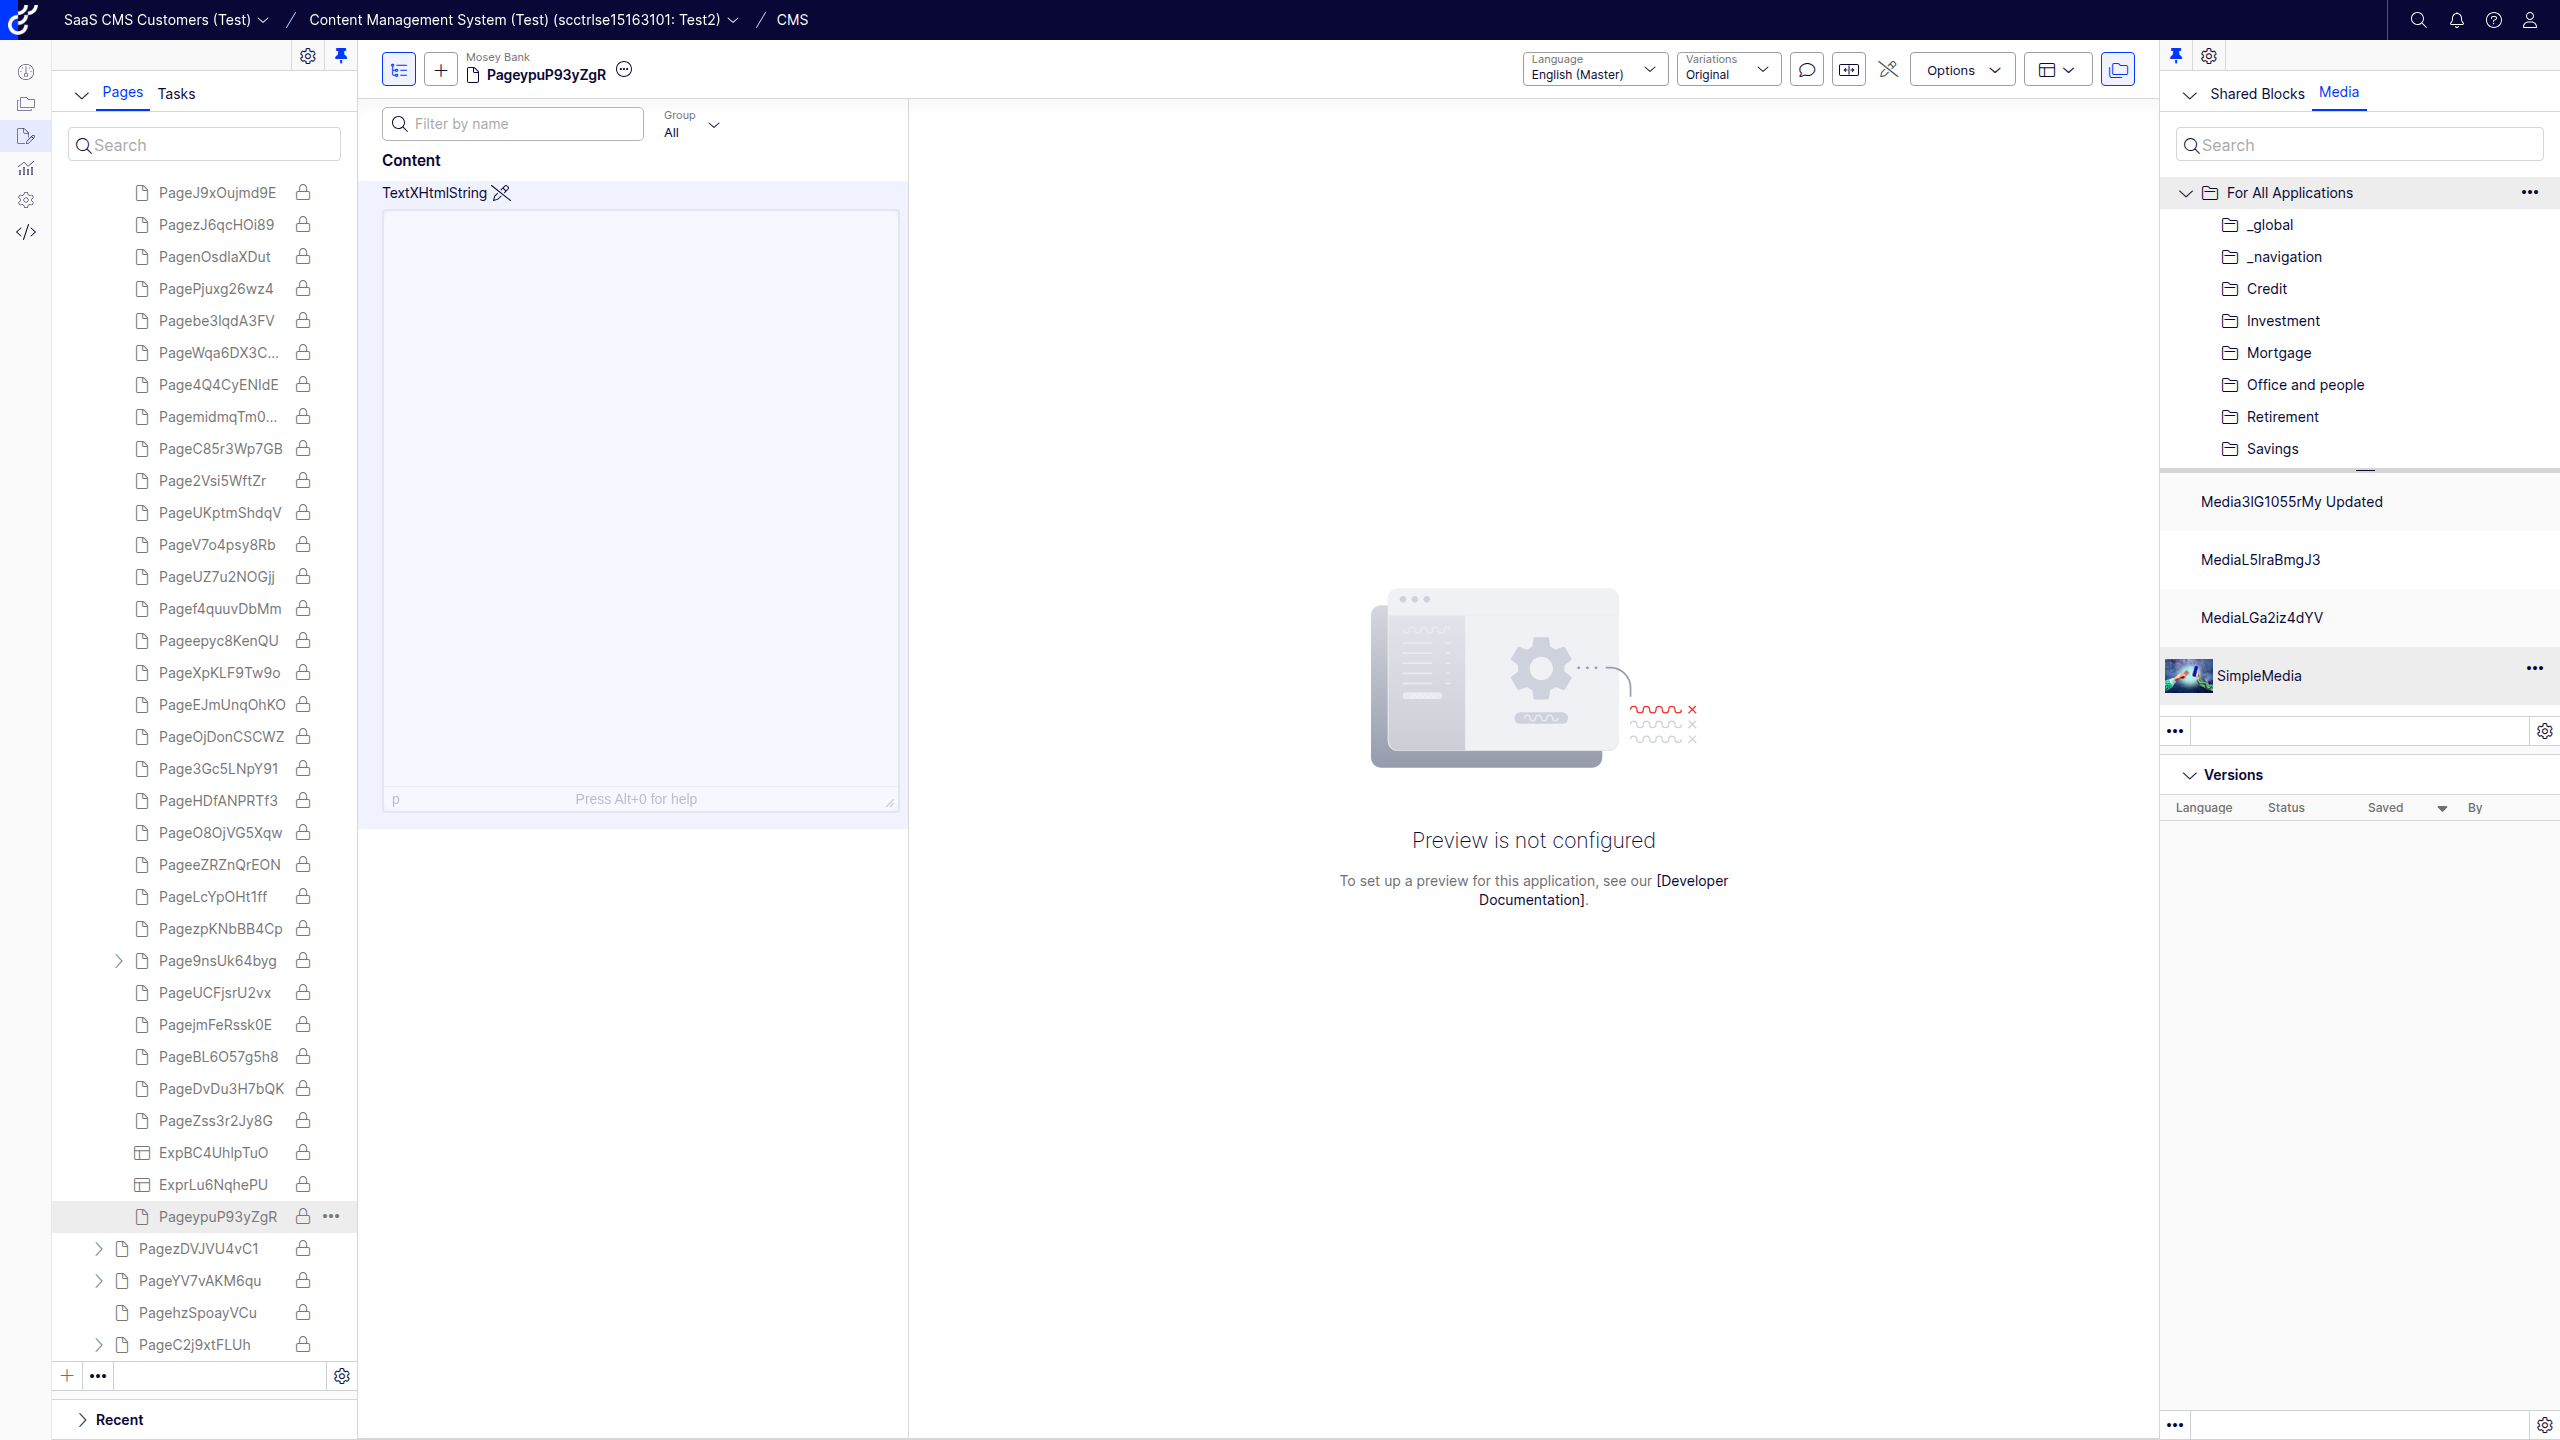 SaaS CMS Customers (Test)
Content Management System (Test) (scctrlse15163101: Test2)
CMS
Pages
Tasks
Search
PageJ9xOujmd9E
PagezJ6qcHOi89
PagenOsdlaXDut
PagePjuxg26wz4
Pagebe3lqdA3FV
PageWqa6DX3C...
Page4Q4CyENldE
PagemidmqTm0...
PageC85r3Wp7GB
Page2Vsi5WftZr
PageUKptmShdqV
PageV7o4psy8Rb
PageUZ7u2NOGjj
Pagef4quuvDbMm
Pageepyc8KenQU
PageXpKLF9Tw9o
PageEJmUnqOhKO
PageOjDonCSCWZ
Page3Gc5LNpY91
PageHDfANPRTf3
PageO8OjVG5Xqw
PageeZRZnQrEON
PageLcYpOHt1ff
PagezpKNbBB4Cp
Page9nsUk64byg
PageUCFjsrU2vx
PagejmFeRssk0E
PageBL6O57g5h8
PageDvDu3H7bQK
PageZss3r2Jy8G
ExpBC4UhlpTuO
ExprLu6NqhePU
PageypuP93yZgR
PagezDVJVU4vC1
PageYV7vAKM6qu
PagehzSpoayVCu
PageC2j9xtFLUh
Recent
Mosey Bank
PageypuP93yZgR
Language
English (Master)
Variations
Original
Options
Filter by name
Group
All
Content
TextXHtmlString
p
Press Alt+0 for help
Preview is not configured
To set up a preview for this application, see our [Developer
Documentation].
Shared Blocks
Media
Search
For All Applications
_global
_navigation
Credit
Investment
Mortgage
Office and people
Retirement
Savings
Media3lG1055rMy Updated
MediaL5lraBmgJ3
MediaLGa2iz4dYV
SimpleMedia
Versions
Language
Status
Saved
By